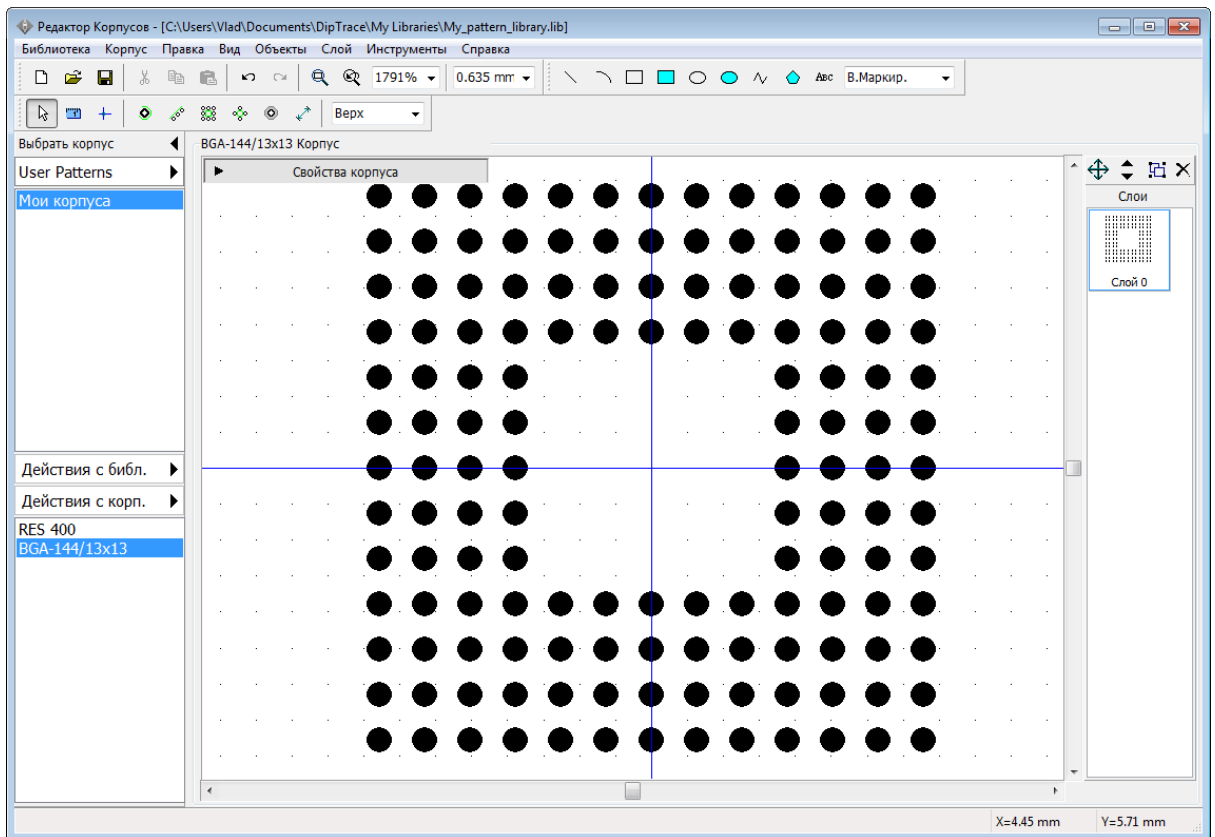 Редактор Корпусов - [C:\Users\Vlad\Documents\DipTrace\My Libraries\My_pattern_library.lib]
Библиотека Корпус Правка Вид Объекты Слой Инструменты Справка
1791% 0.635 mm Abc В.Маркир.
Верх
Выбрать корпус
BGA-144/13x13 Корпус
User Patterns
Свойства корпуса
Мои корпуса
Слои
Слой 0
Действия с библ.
Действия с корп.
RES 400
BGA-144/13x13
X=4.45 mm Y=5.71 mm